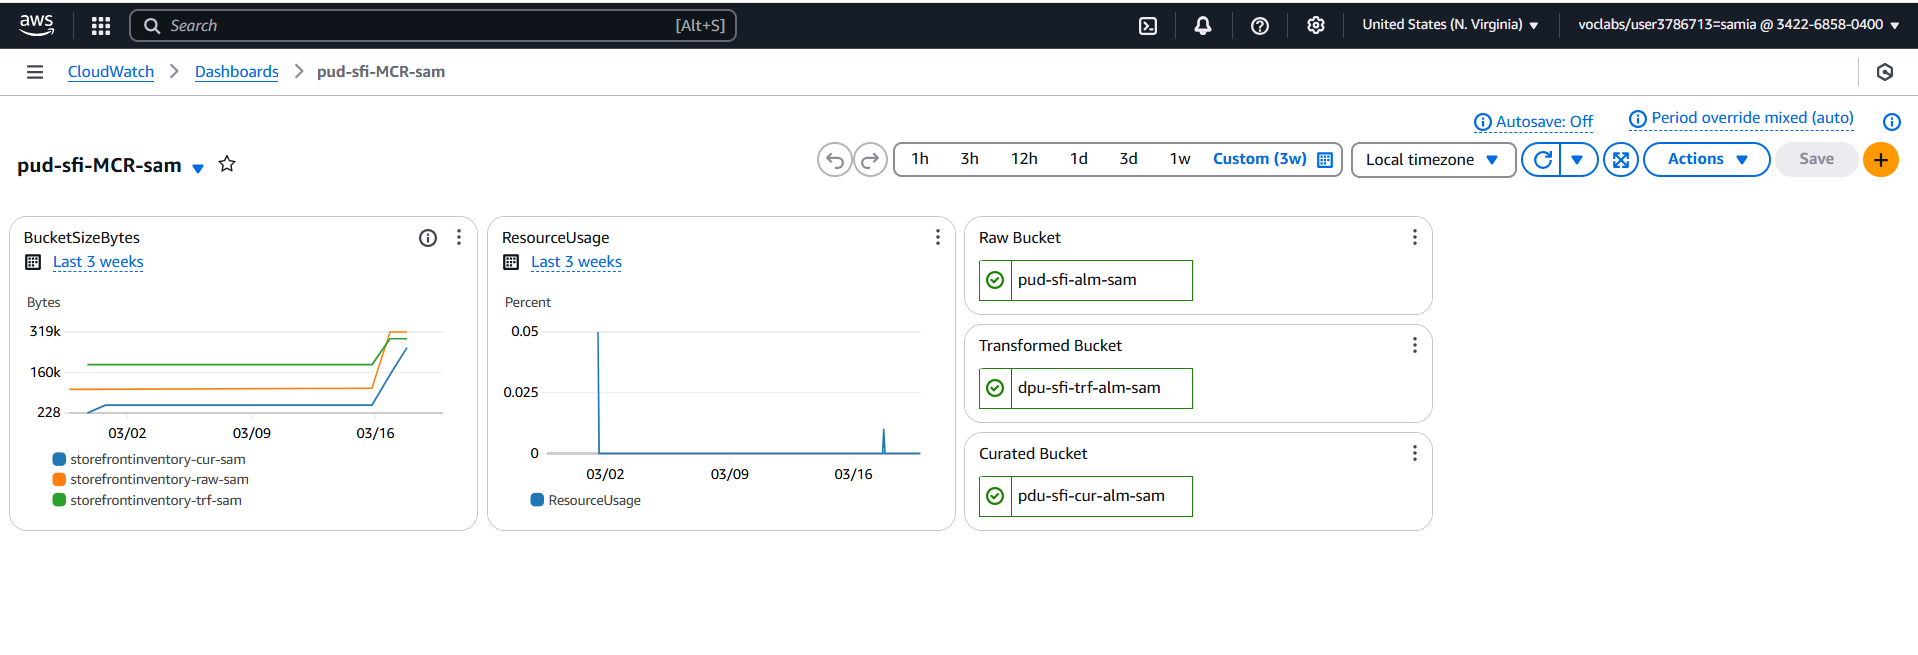 aws
Search [Alt+S]
United States (N. Virginia)
voclabs/user3786713=samia @ 3422-6858-0400
CloudWatch
Dashboards
pud-sfi-MCR-sam
Autosave: Off
Period override mixed (auto)
pud-sfi-MCR-sam
1h 3h 12h 1d 3d 1w Custom (3w)
Local timezone
Actions
Save
BucketSizeBytes
Last 3 weeks
Bytes
319k
160k
228
03/02 03/09 03/16
storefrontinventory-cur-sam
storefrontinventory-raw-sam
storefrontinventory-trf-sam
ResourceUsage
Last 3 weeks
Percent
0.05
0.025
0
03/02 03/09 03/16
ResourceUsage
Raw Bucket
pud-sfi-alm-sam
Transformed Bucket
dpu-sfi-trf-alm-sam
Curated Bucket
pdu-sfi-cur-alm-sam